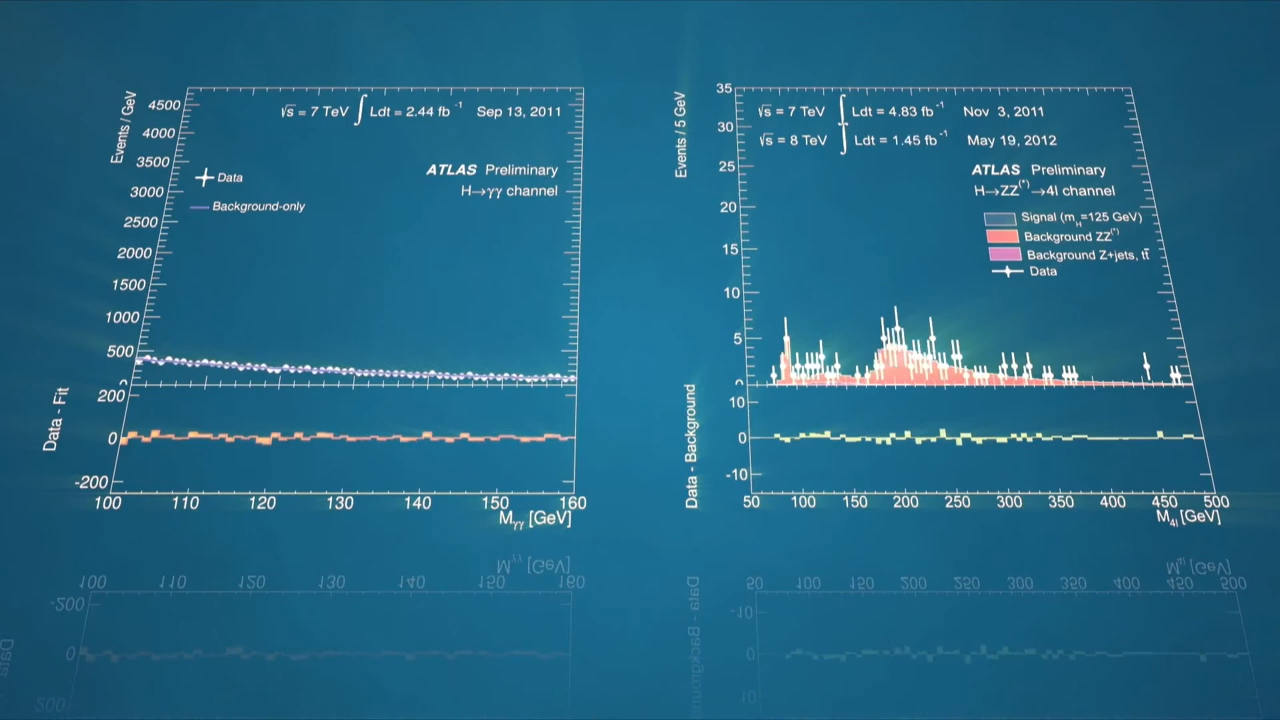 Events / GeV
4500
4000
3500
3000
2500
2000
1500
1000
500
0
√s = 7 TeV ∫ Ldt = 2.44 fb⁻¹ Sep 13, 2011
ATLAS Preliminary
H→γγ channel
Data
Background-only
Data - Fit
200
0
-200
100 110 120 130 140 150 160
Mγγ [GeV]
Events / 5 GeV
35
30
25
20
15
10
5
0
√s = 7 TeV ∫ Ldt = 4.83 fb⁻¹ Nov 3, 2011
√s = 8 TeV ∫ Ldt = 1.45 fb⁻¹ May 19, 2012
ATLAS Preliminary
H→ZZ⁽*⁾→4l channel
Signal (m_H=125 GeV)
Background ZZ⁽*⁾
Background Z+jets, tt̄
Data
Data - Background
10
0
-10
50 100 150 200 250 300 350 400 450 500
M₄ₗ [GeV]